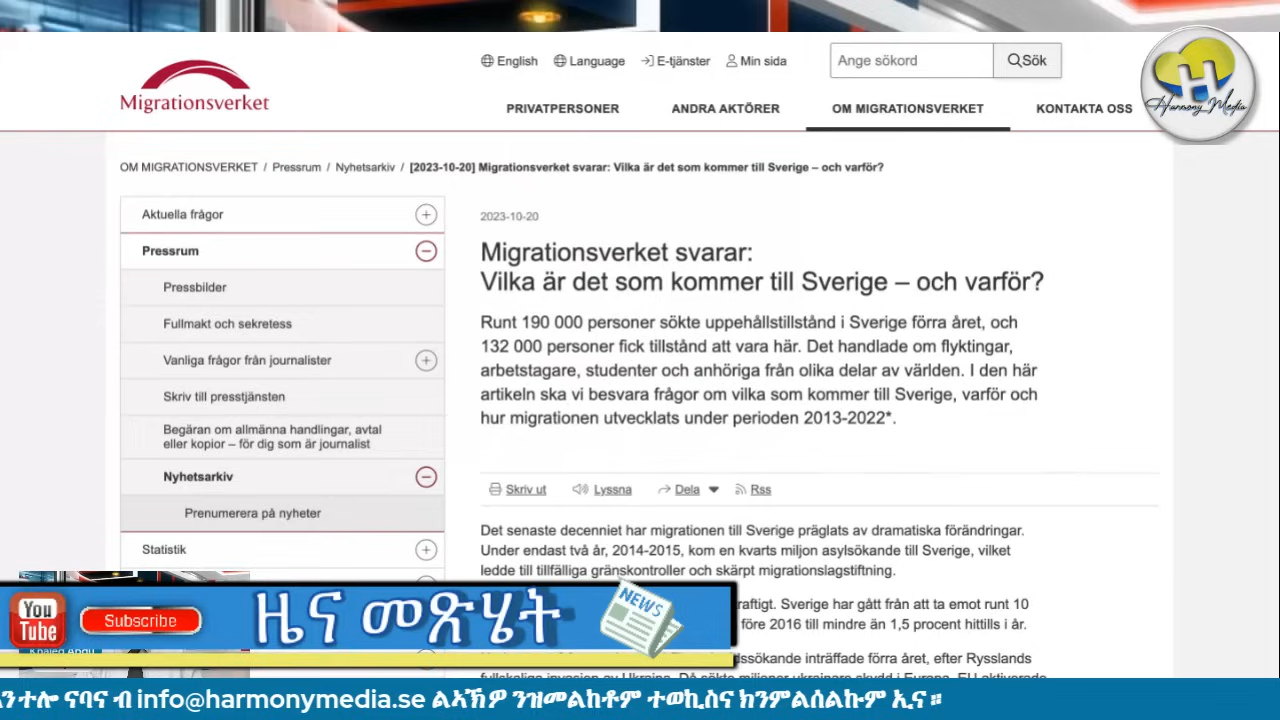 English Language E-tjänster Min sida
Ange sökord Sök
Migrationsverket
PRIVATPERSONER ANDRA AKTÖRER OM MIGRATIONSVERKET KONTAKTA OSS
H
Harmony Media
OM MIGRATIONSVERKET / Pressrum / Nyhetsarkiv / [2023-10-20] Migrationsverket svarar: Vilka är det som kommer till Sverige – och varför?
Aktuella frågor
Pressrum
Pressbilder
Fullmakt och sekretess
Vanliga frågor från journalister
Skriv till presstjänsten
Begäran om allmänna handlingar, avtal
eller kopior – för dig som är journalist
Nyhetsarkiv
Prenumerera på nyheter
Statistik
2023-10-20
Migrationsverket svarar:
Vilka är det som kommer till Sverige – och varför?
Runt 190 000 personer sökte uppehållstillstånd i Sverige förra året, och
132 000 personer fick tillstånd att vara här. Det handlade om flyktingar,
arbetstagare, studenter och anhöriga från olika delar av världen. I den här
artikeln ska vi besvara frågor om vilka som kommer till Sverige, varför och
hur migrationen utvecklats under perioden 2013-2022*.
Skriv ut Lyssna Dela Rss
Det senaste decenniet har migrationen till Sverige präglats av dramatiska förändringar.
Under endast två år, 2014-2015, kom en kvarts miljon asylsökande till Sverige, vilket
ledde till tillfälliga gränskontroller och skärpt migrationslagstiftning.
raftigt. Sverige har gått från att ta emot runt 10
före 2016 till mindre än 1,5 procent hittills i år.
dssökande inträffade förra året, efter Rysslands
You
Tube
Subscribe
ዜና መጽሄት
NEWS
እንተሎ ናባና ብ info@harmonymedia.se ልኣኽዎ ንዝመልከቶም ተወኪስና ክንምልሰልኩም ኢና ።